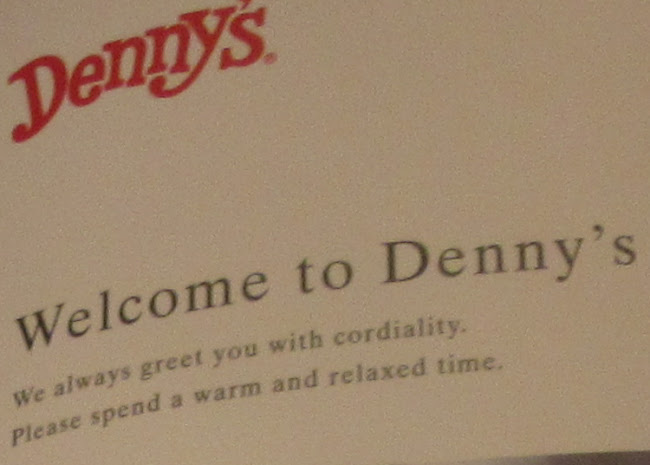 Denny's®
Welcome to Denny's
We always greet you with cordiality.
Please spend a warm and relaxed time.